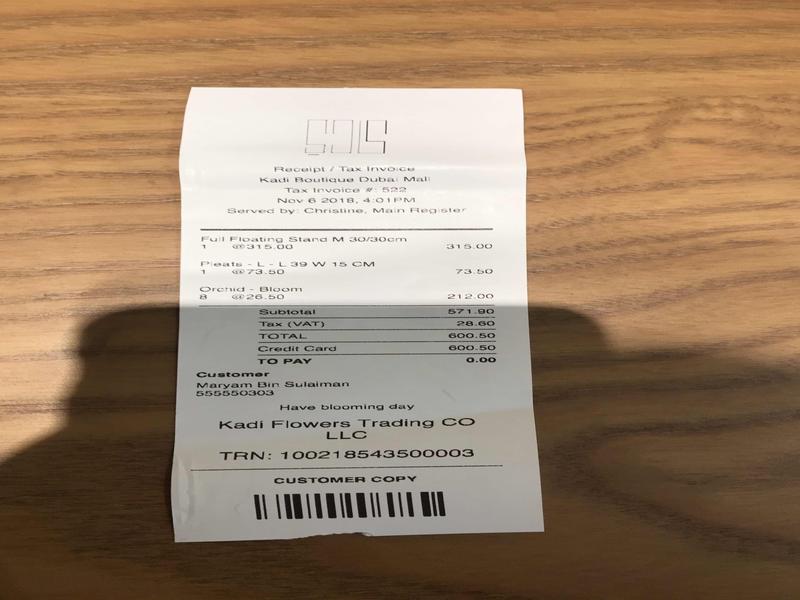 Receipt / Tax Invoice
Kadi Boutique Dubai Mall
Tax Invoice #: 522
Nov 6 2018, 4:01PM
Served by: Christine, Main Register
Full Floating Stand M 30/30cm
1 @315.00 315.00
Pleats - L - L 39 W 15 CM
1 @73.50 73.50
Orchid - Bloom
8 @26.50 212.00
Subtotal 571.90
Tax (VAT) 28.60
TOTAL 600.50
Credit Card 600.50
TO PAY 0.00
Customer
Maryam Bin Sulaiman
555550303
Have blooming day
Kadi Flowers Trading CO
LLC
TRN: 100218543500003
CUSTOMER COPY